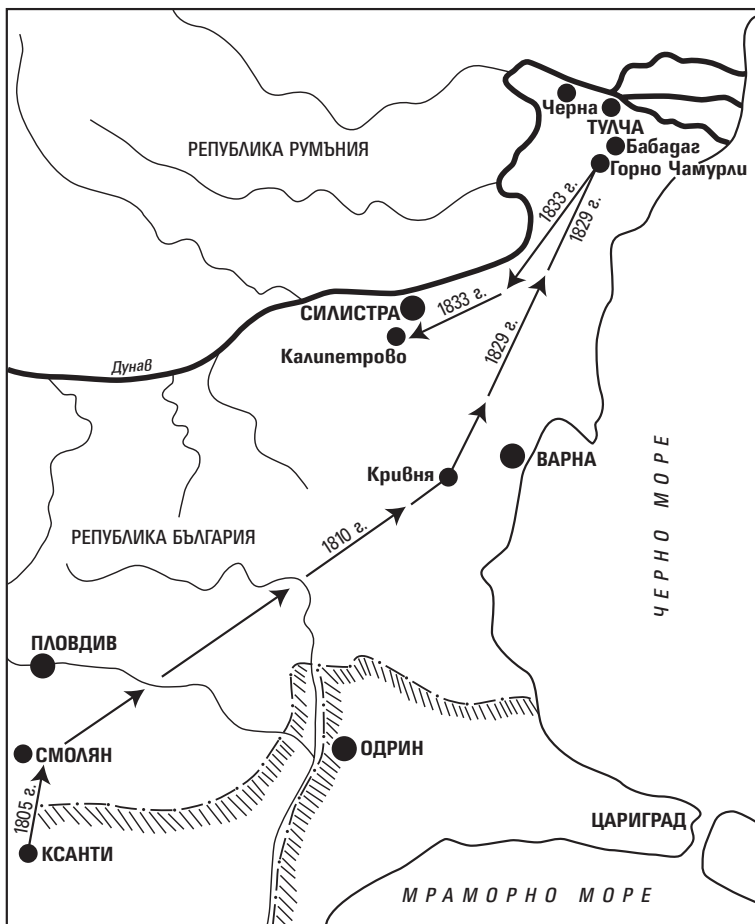 Черна
ТУЛЧА
Бабадаг
Горно Чамурли
РЕПУБЛИКА РУМЪНИЯ
1833 г.
1829 г.
1833 г.
СИЛИСТРА
Калипетрово
1829 г.
Дунав
ВАРНА
Кривня
ЧЕРНО МОРЕ
1810 г.
РЕПУБЛИКА БЪЛГАРИЯ
ПЛОВДИВ
СМОЛЯН
ОДРИН
1805 г.
ЦАРИГРАД
КСАНТИ
МРАМОРНО МОРЕ